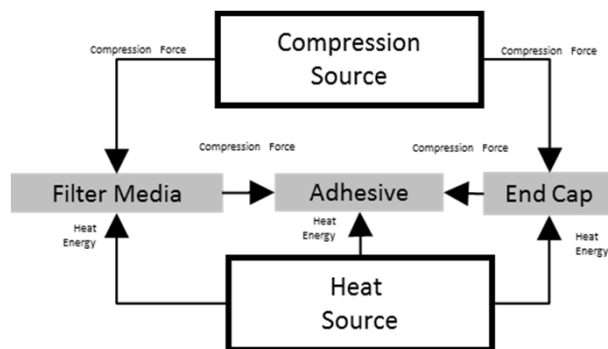 Compression
Source
Compression Force
Compression Force
Compression Force
Compression Force
Filter Media
Adhesive
End Cap
Heat
Energy
Heat
Energy
Heat
Energy
Heat
Source